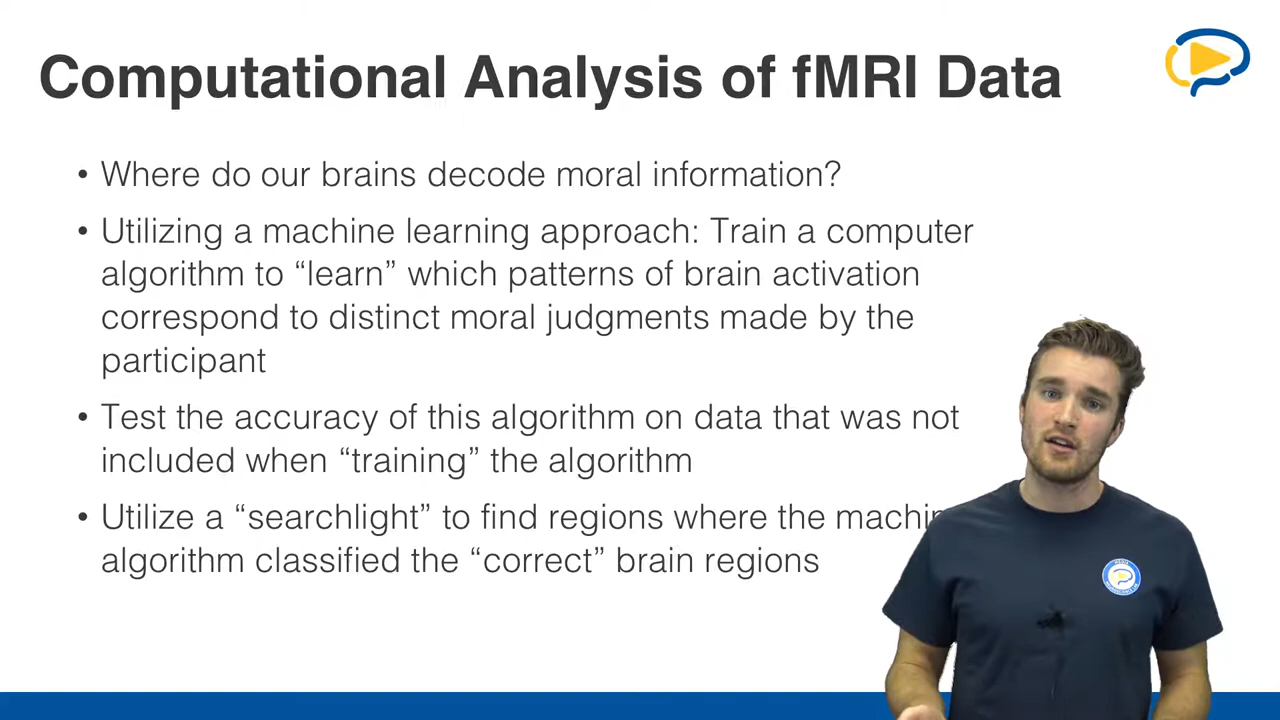 Computational Analysis of fMRI Data
• Where do our brains decode moral information?
• Utilizing a machine learning approach: Train a computer
algorithm to “learn” which patterns of brain activation
correspond to distinct moral judgments made by the
participant
• Test the accuracy of this algorithm on data that was not
included when “training” the algorithm
• Utilize a “searchlight” to find regions where the
algorithm classified the “correct” brain regions